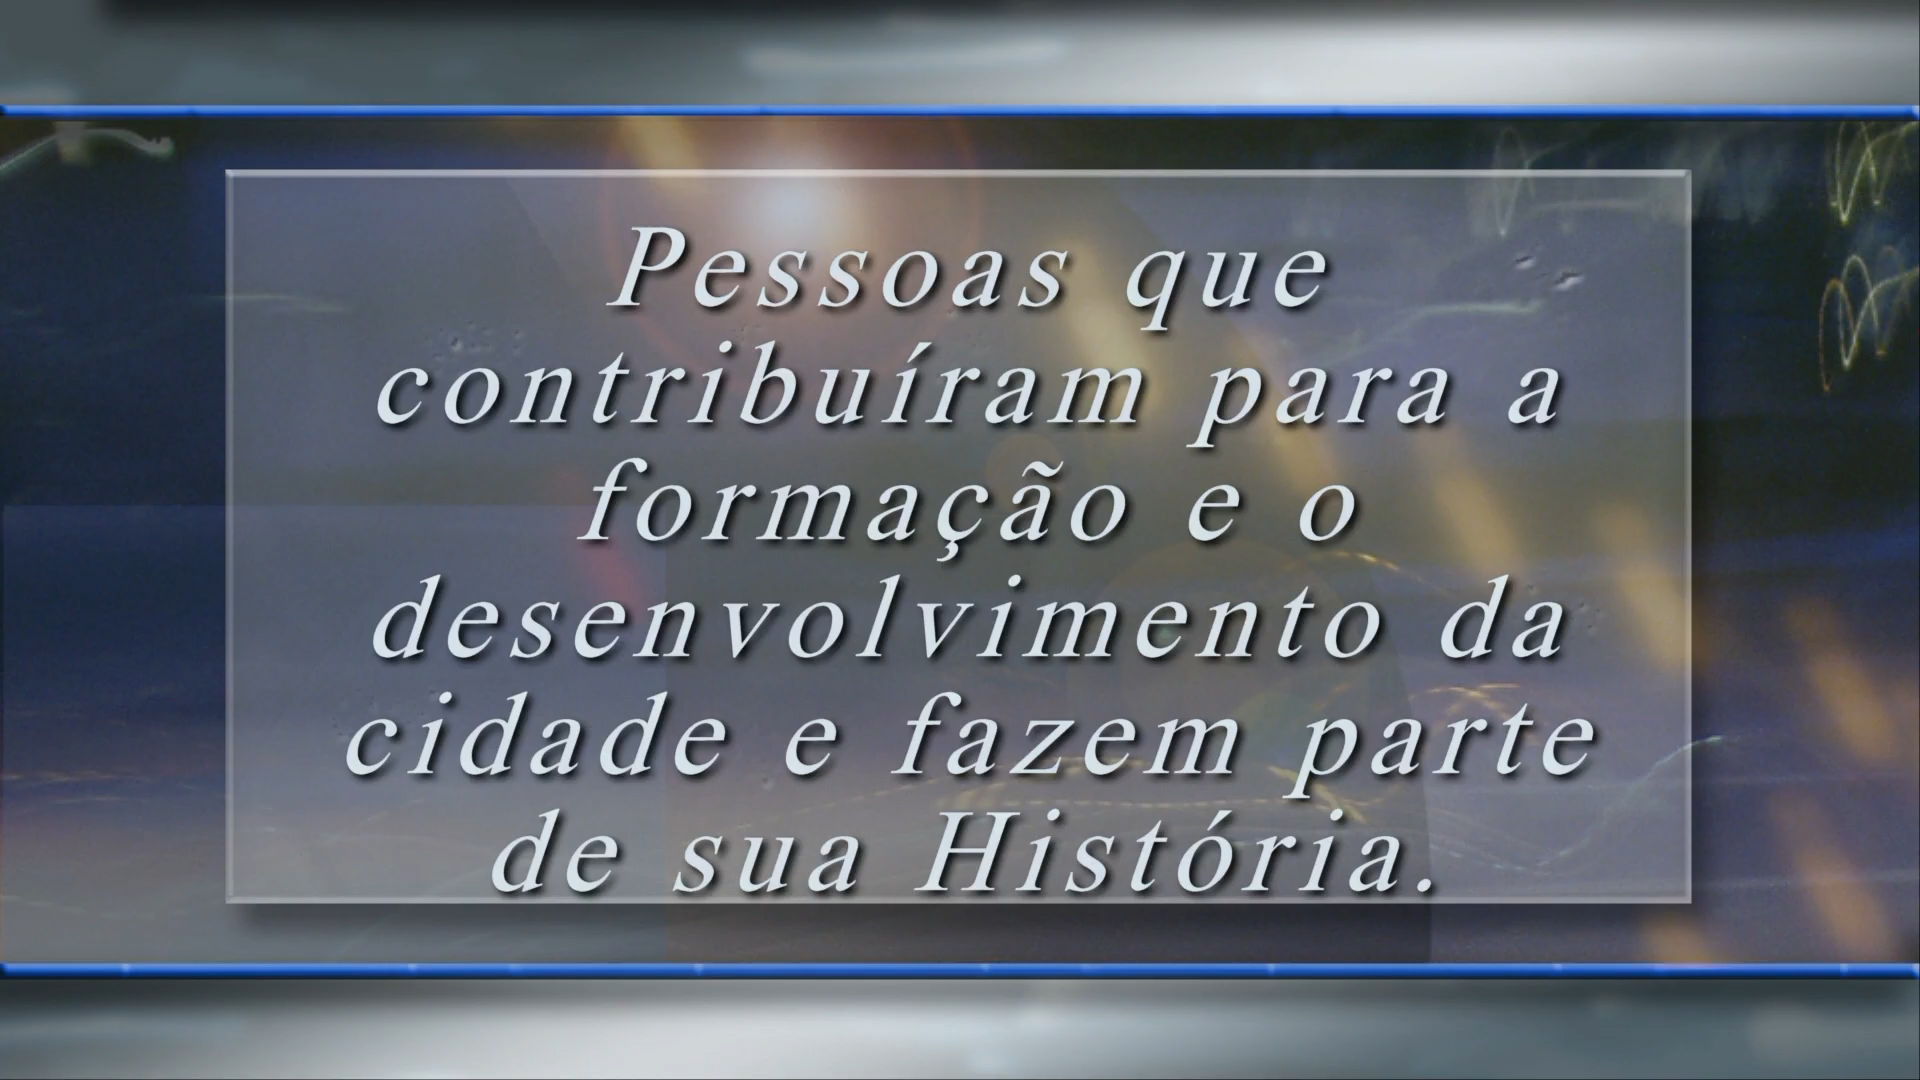 Pessoas que
contribuíram para a
formação e o
desenvolvimento da
cidade e fazem parte
de sua História.